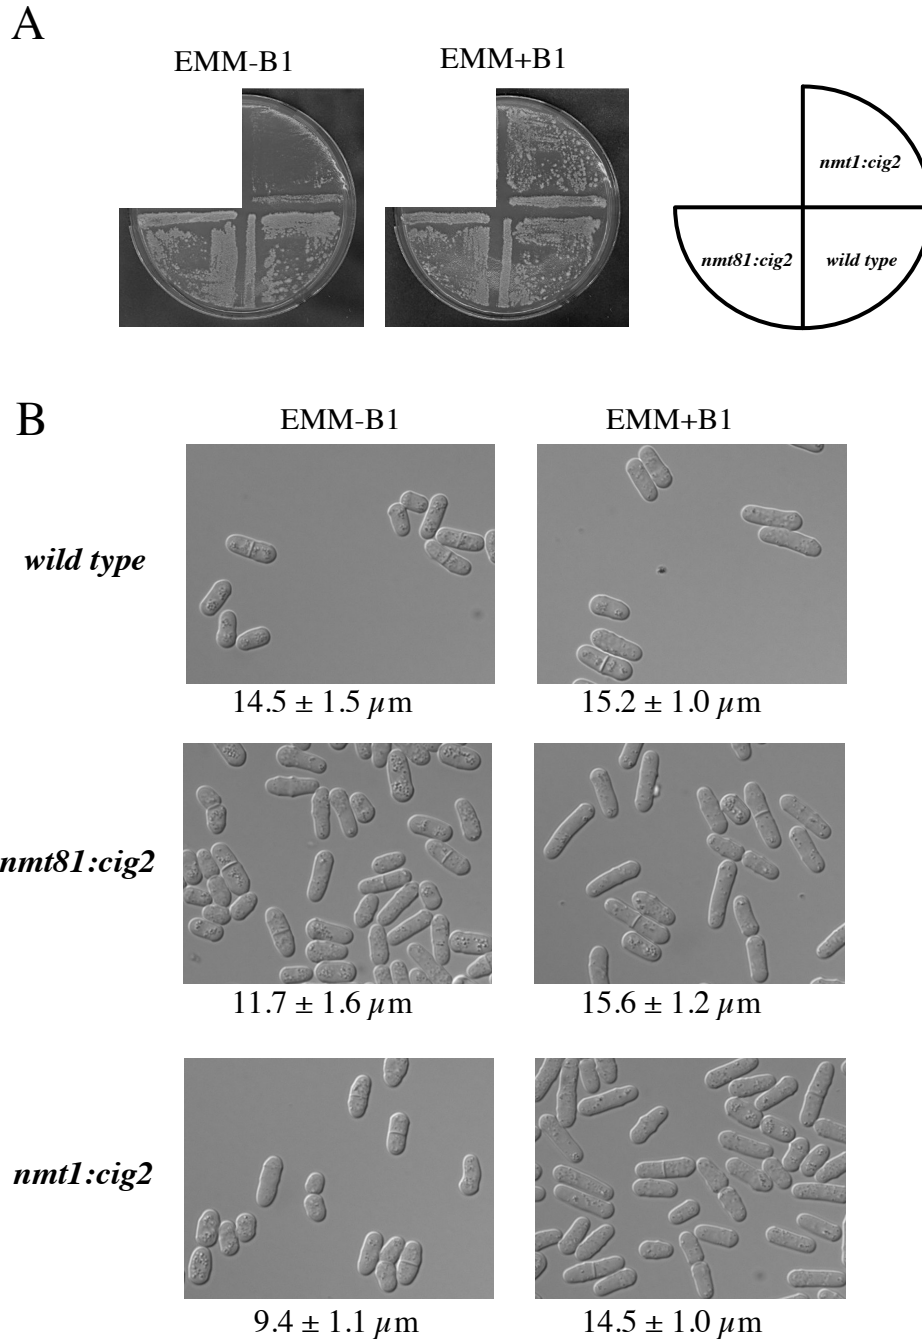 A
EMM-B1
EMM+B1
nmt1:cig2
nmt81:cig2
wild type
B
EMM-B1
EMM+B1
wild type
14.5 ± 1.5 µm
15.2 ± 1.0 µm
nmt81:cig2
11.7 ± 1.6 µm
15.6 ± 1.2 µm
nmt1:cig2
9.4 ± 1.1 µm
14.5 ± 1.0 µm